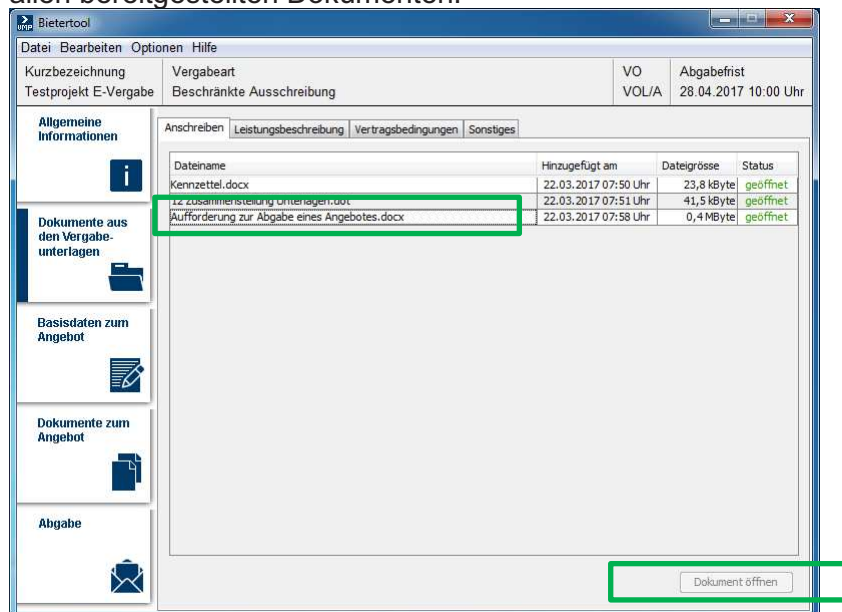 allen bereitgestellten Dokumenten.
VMP Bietertool
Datei Bearbeiten Optionen Hilfe
Kurzbezeichnung Vergabeart VO Abgabefrist
Testprojekt E-Vergabe Beschränkte Ausschreibung VOL/A 28.04.2017 10:00 Uhr
Allgemeine
Informationen
Anschreiben Leistungsbeschreibung Vertragsbedingungen Sonstiges
Dateiname Hinzugefügt am Dateigrösse Status
Kennzettel.docx 22.03.2017 07:50 Uhr 23,8 kByte geöffnet
12 Zusammenstellung Unterlagen.dot 22.03.2017 07:51 Uhr 41,5 kByte geöffnet
Aufforderung zur Abgabe eines Angebotes.docx 22.03.2017 07:58 Uhr 0,4 MByte geöffnet
Dokumente aus
den Vergabe-
unterlagen
Basisdaten zum
Angebot
Dokumente zum
Angebot
Abgabe
Dokument öffnen